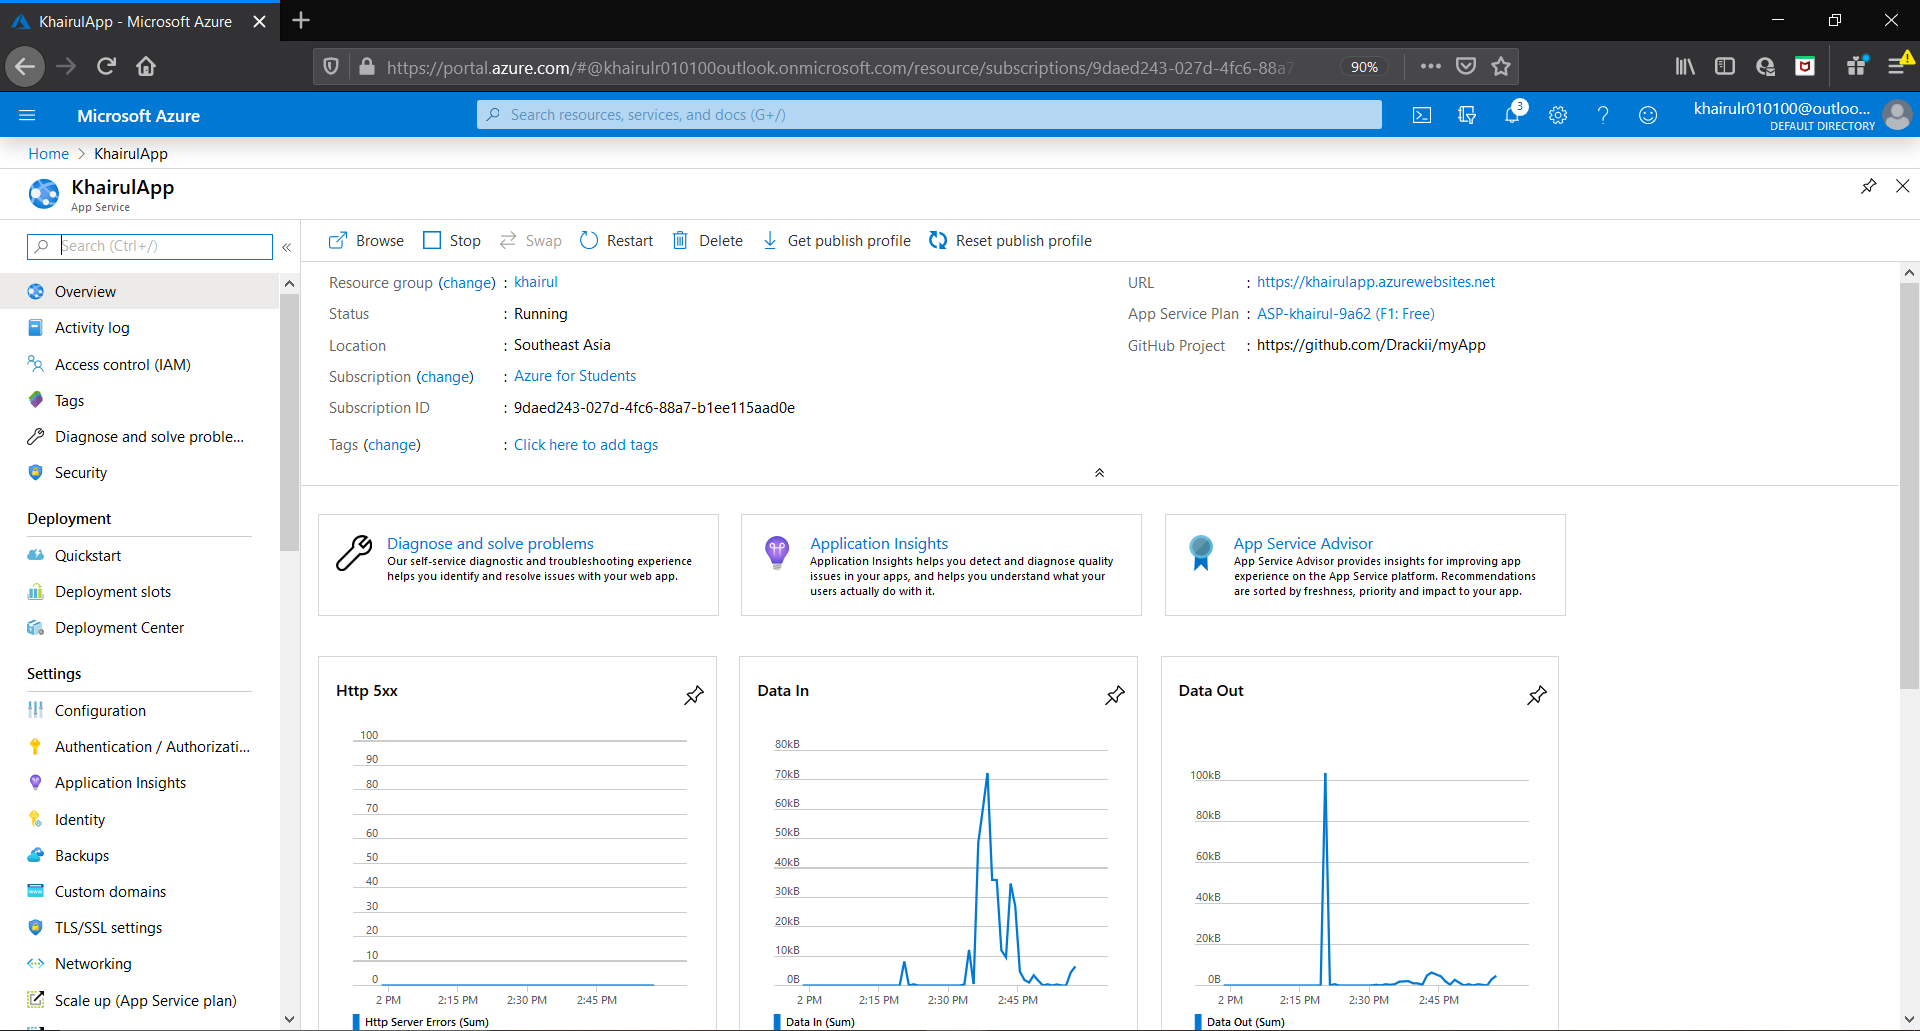 KhairulApp - Microsoft Azure
https://portal.azure.com/#@khairulr010100outlook.onmicrosoft.com/resource/subscriptions/9daed243-027d-4fc6-88a7
90%
Microsoft Azure
Search resources, services, and docs (G+/)
3
khairulr010100@outloo...
DEFAULT DIRECTORY
Home > KhairulApp
KhairulApp
App Service
Search (Ctrl+/)
«
Browse Stop Swap Restart Delete Get publish profile Reset publish profile
Overview
Activity log
Access control (IAM)
Tags
Diagnose and solve proble...
Security
Deployment
Quickstart
Deployment slots
Deployment Center
Settings
Configuration
Authentication / Authorizati...
Application Insights
Identity
Backups
Custom domains
TLS/SSL settings
Networking
Scale up (App Service plan)
Resource group (change) : khairul
Status : Running
Location : Southeast Asia
Subscription (change) : Azure for Students
Subscription ID : 9daed243-027d-4fc6-88a7-b1ee115aad0e
Tags (change) : Click here to add tags
URL : https://khairulapp.azurewebsites.net
App Service Plan : ASP-khairul-9a62 (F1: Free)
GitHub Project : https://github.com/Drackii/myApp
Diagnose and solve problems
Our self-service diagnostic and troubleshooting experience
helps you identify and resolve issues with your web app.
Application Insights
Application Insights helps you detect and diagnose quality
issues in your apps, and helps you understand what your
users actually do with it.
App Service Advisor
App Service Advisor provides insights for improving app
experience on the App Service platform. Recommendations
are sorted by freshness, priority and impact to your app.
Http 5xx
100
90
80
70
60
50
40
30
20
10
0
2 PM 2:15 PM 2:30 PM 2:45 PM
Http Server Errors (Sum)
Data In
80kB
70kB
60kB
50kB
40kB
30kB
20kB
10kB
0B
2 PM 2:15 PM 2:30 PM 2:45 PM
Data In (Sum)
Data Out
100kB
80kB
60kB
40kB
20kB
0B
2 PM 2:15 PM 2:30 PM 2:45 PM
Data Out (Sum)